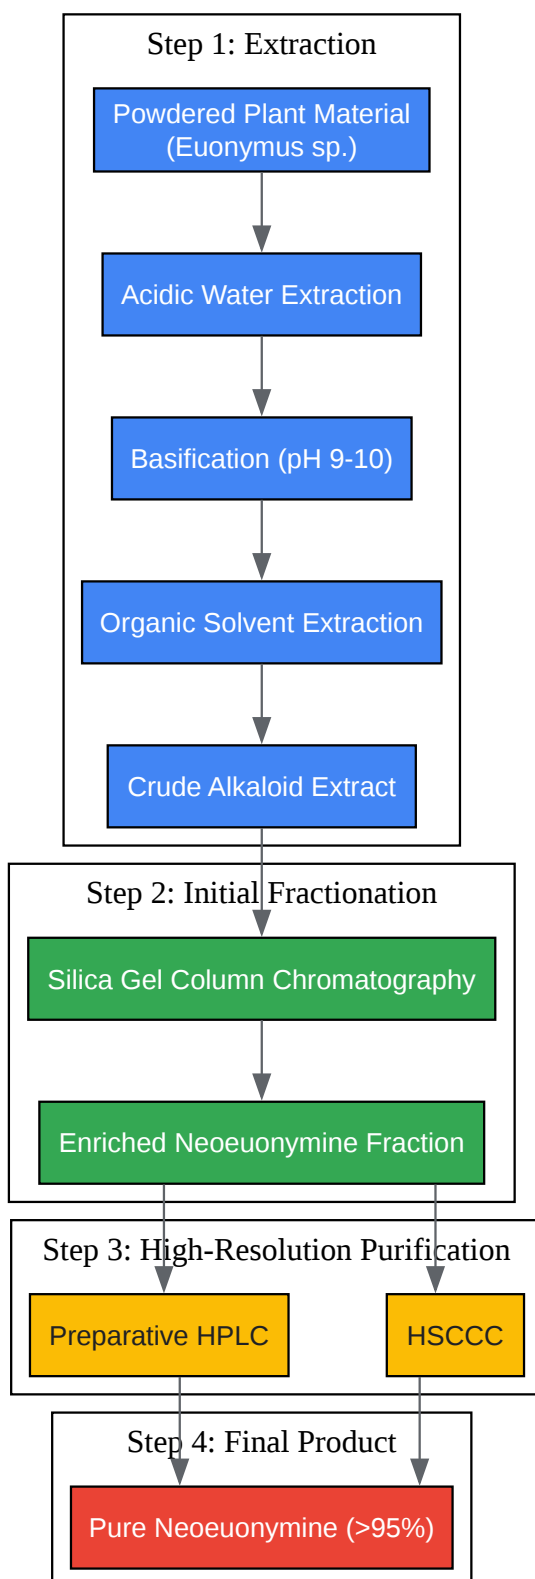 Step 1: Extraction
Powdered Plant Material
(Euonymus sp.)
Acidic Water Extraction
Basification (pH 9-10)
Organic Solvent Extraction
Crude Alkaloid Extract
Step 2: Initial Fractionation
Silica Gel Column Chromatography
Enriched Neoeuonymine Fraction
Step 3: High-Resolution Purification
Preparative HPLC
HSCCC
Step 4: Final Product
Pure Neoeuonymine (>95%)